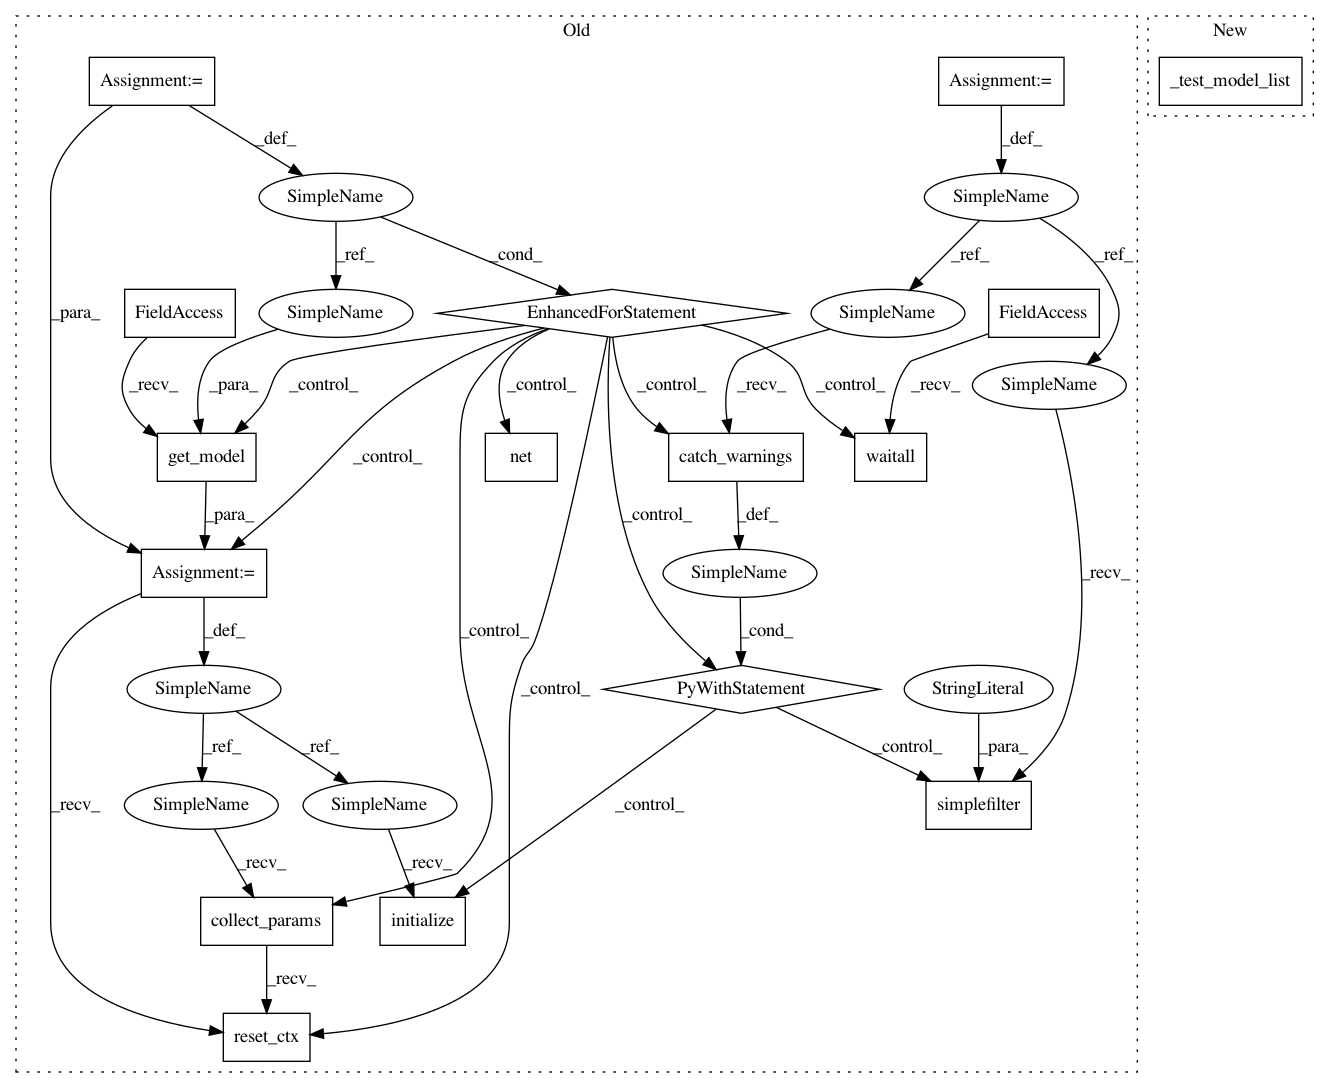 Old
New
Assignment:=
Assignment:=
_test_model_list
_def_
_def_
SimpleName
SimpleName
_ref_
_cond_
_ref_
_ref_
_para_
FieldAccess
SimpleName
EnhancedForStatement
SimpleName
FieldAccess
_recv_
_para_
_control_
_control_
_control_
_recv_
_control_
_recv_
SimpleName
get_model
_control_
net
catch_warnings
waitall
_para_
_control_
_def_
Assignment:=
SimpleName
_recv_
_def_
_control_
_cond_
SimpleName
_control_
PyWithStatement
StringLiteral
_ref_
_ref_
_control_
_para_
_recv_
SimpleName
SimpleName
_control_
simplefilter
_recv_
_recv_
collect_params
initialize
_recv_
reset_ctx